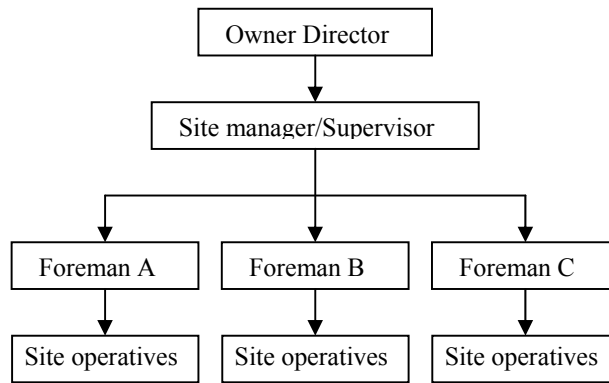 Owner Director
Site manager/Supervisor
Foreman A
Foreman B
Foreman C
Site operatives
Site operatives
Site operatives